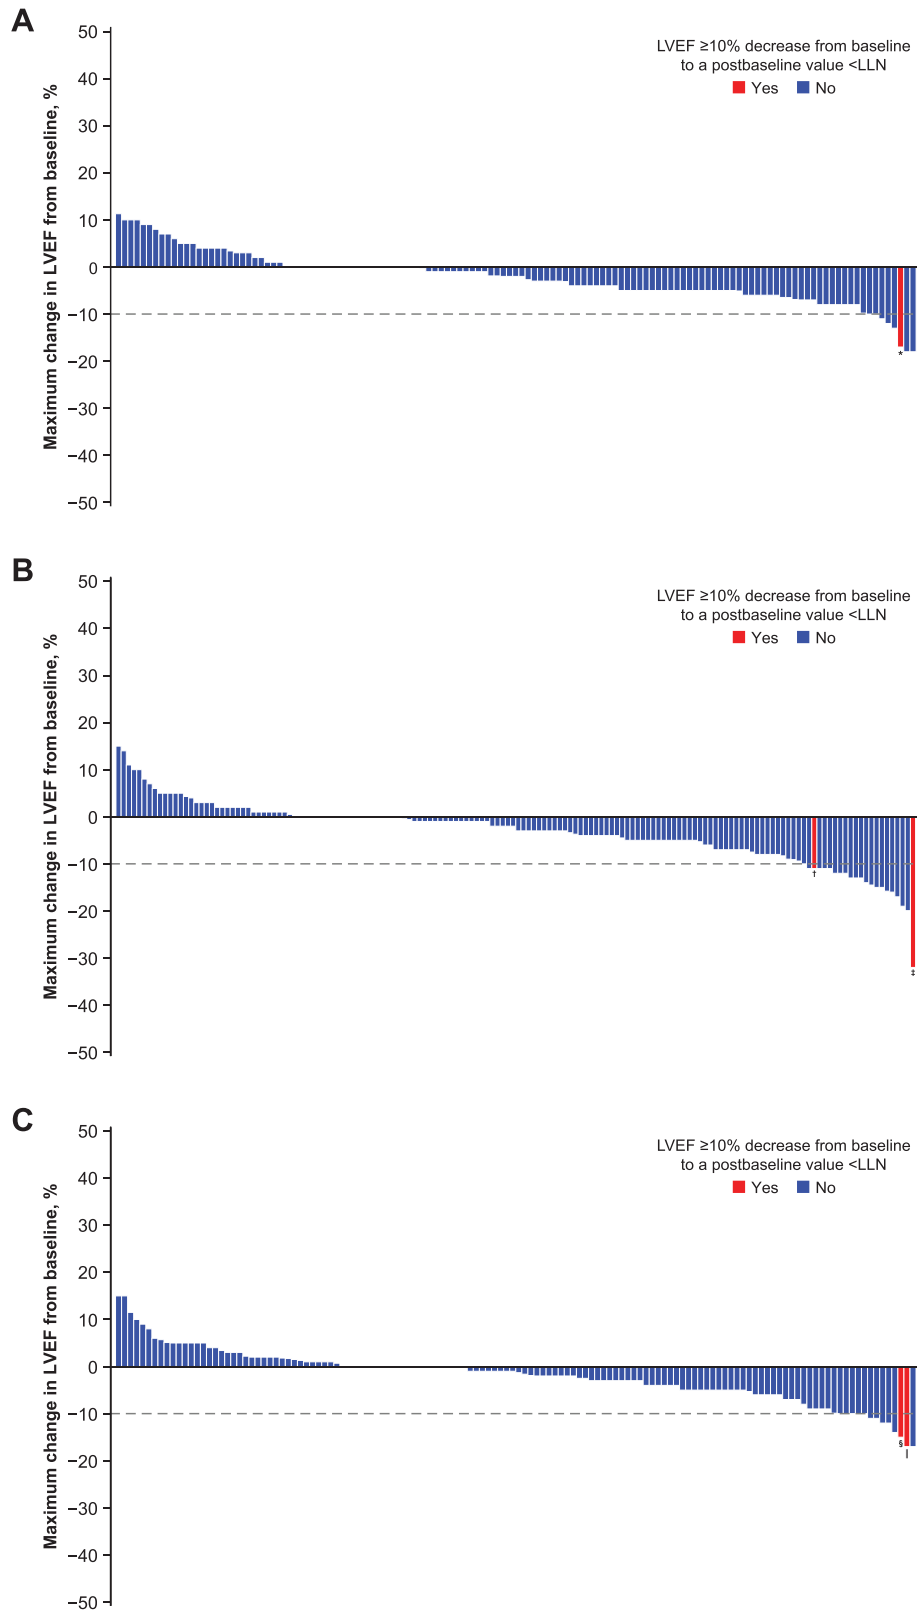 A
Maximum change in LVEF from baseline, %
50
40
30
20
10
0
−10
−20
−30
−40
−50
LVEF ≥10% decrease from baseline
to a postbaseline value <LLN
Yes No
*
B
Maximum change in LVEF from baseline, %
50
40
30
20
10
0
−10
−20
−30
−40
−50
LVEF ≥10% decrease from baseline
to a postbaseline value <LLN
Yes No
†
‡
C
Maximum change in LVEF from baseline, %
50
40
30
20
10
0
−10
−20
−30
−40
−50
LVEF ≥10% decrease from baseline
to a postbaseline value <LLN
Yes No
§
|